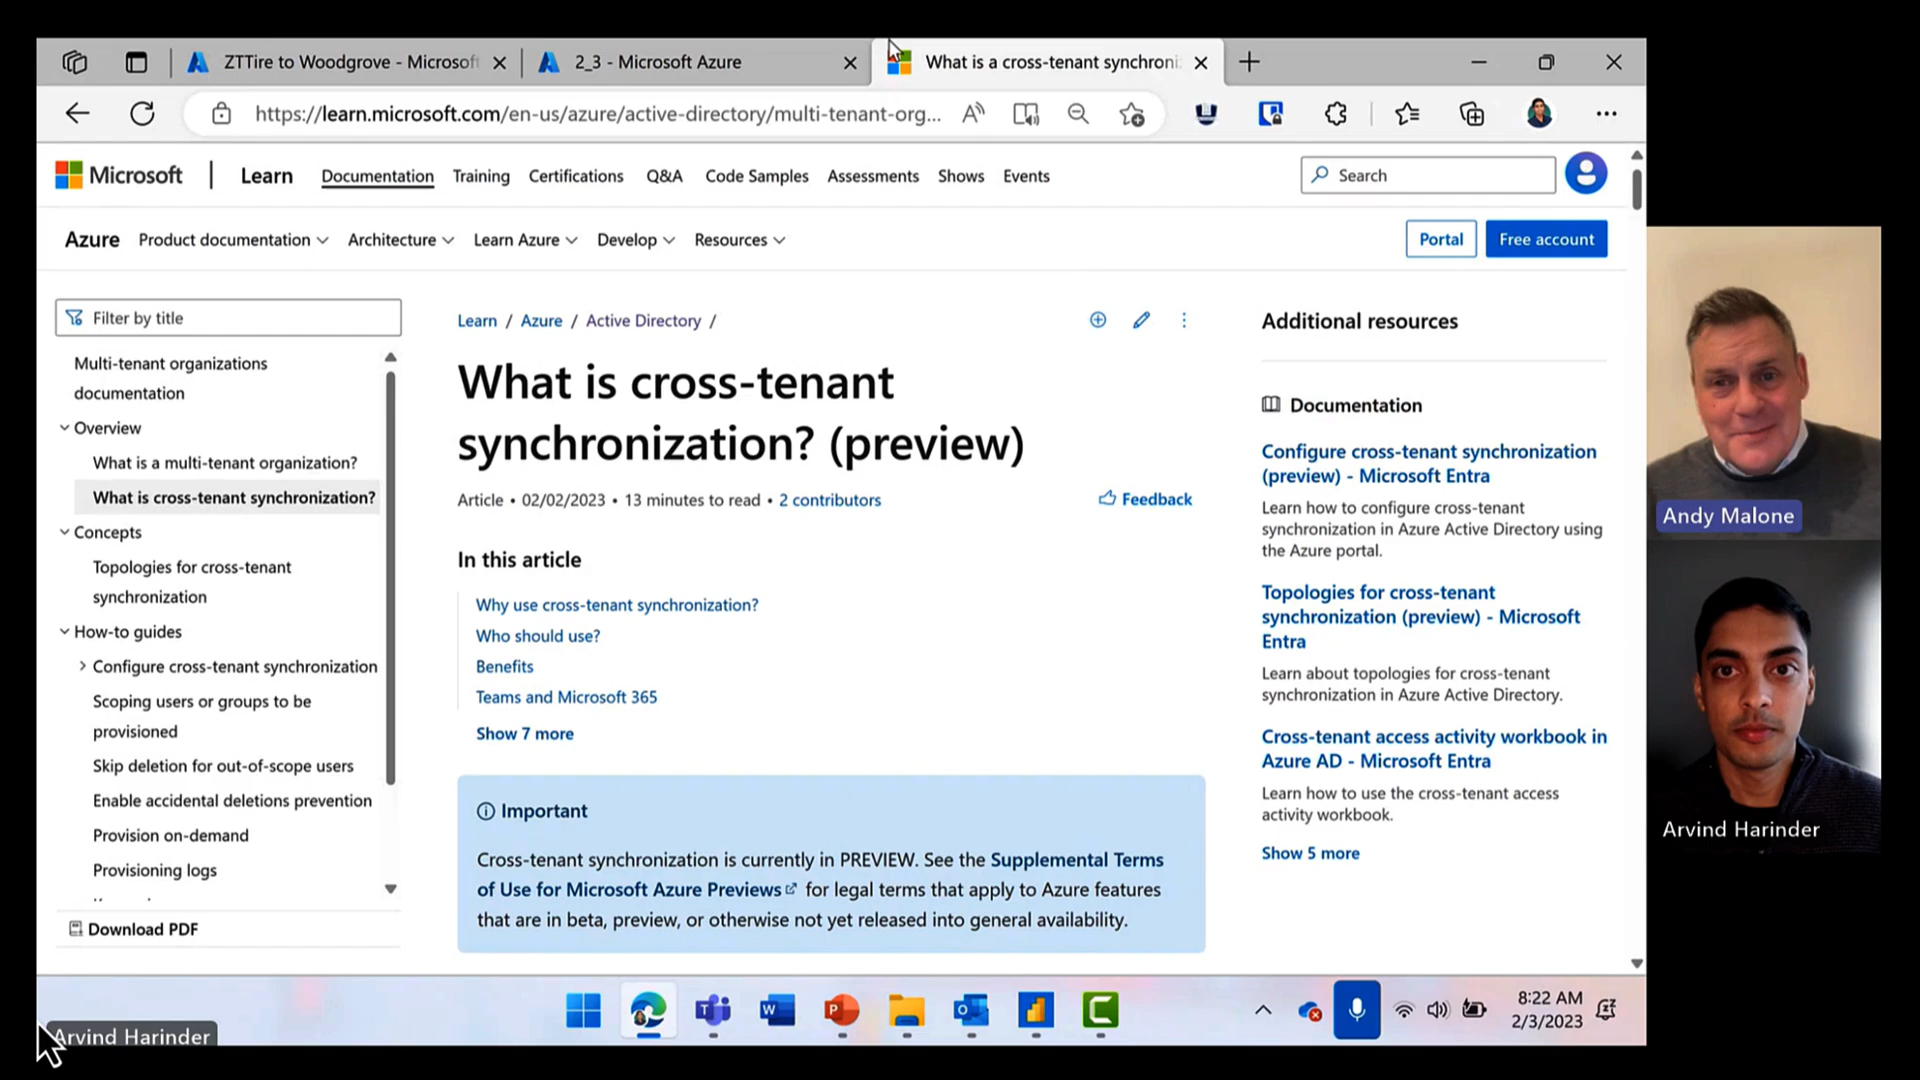 ZTTire to Woodgrove - Microsoft
2_3 - Microsoft Azure
What is a cross-tenant synchroni
https://learn.microsoft.com/en-us/azure/active-directory/multi-tenant-org...
Microsoft
Learn
Documentation
Training
Certifications
Q&A
Code Samples
Assessments
Shows
Events
Search
Azure
Product documentation
Architecture
Learn Azure
Develop
Resources
Portal
Free account
Filter by title
Multi-tenant organizations
documentation
Overview
What is a multi-tenant organization?
What is cross-tenant synchronization?
Concepts
Topologies for cross-tenant
synchronization
How-to guides
Configure cross-tenant synchronization
Scoping users or groups to be
provisioned
Skip deletion for out-of-scope users
Enable accidental deletions prevention
Provision on-demand
Provisioning logs
Download PDF
Learn / Azure / Active Directory /
What is cross-tenant
synchronization? (preview)
Article • 02/02/2023 • 13 minutes to read • 2 contributors
Feedback
In this article
Why use cross-tenant synchronization?
Who should use?
Benefits
Teams and Microsoft 365
Show 7 more
Important
Cross-tenant synchronization is currently in PREVIEW. See the Supplemental Terms
of Use for Microsoft Azure Previews for legal terms that apply to Azure features
that are in beta, preview, or otherwise not yet released into general availability.
Additional resources
Documentation
Configure cross-tenant synchronization
(preview) - Microsoft Entra
Learn how to configure cross-tenant
synchronization in Azure Active Directory using
the Azure portal.
Topologies for cross-tenant
synchronization (preview) - Microsoft
Entra
Learn about topologies for cross-tenant
synchronization in Azure Active Directory.
Cross-tenant access activity workbook in
Azure AD - Microsoft Entra
Learn how to use the cross-tenant access
activity workbook.
Show 5 more
Andy Malone
Arvind Harinder
8:22 AM
2/3/2023
Arvind Harinder